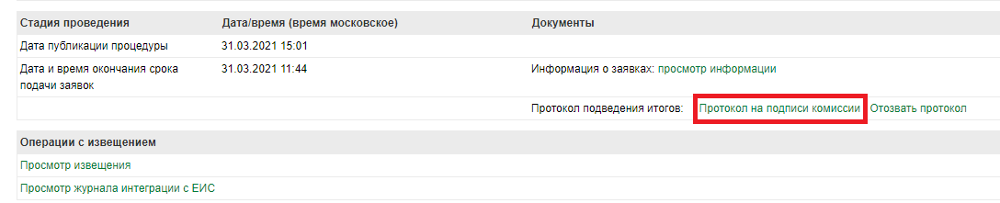 Стадия проведения Дата/время (время московское) Документы
Дата публикации процедуры 31.03.2021 15:01
Дата и время окончания срока 31.03.2021 11:44 Информация о заявках: просмотр информации
подачи заявок
Протокол подведения итогов: Протокол на подписи комиссии Отозвать протокол
Операции с извещением
Просмотр извещения
Просмотр журнала интеграции с ЕИС